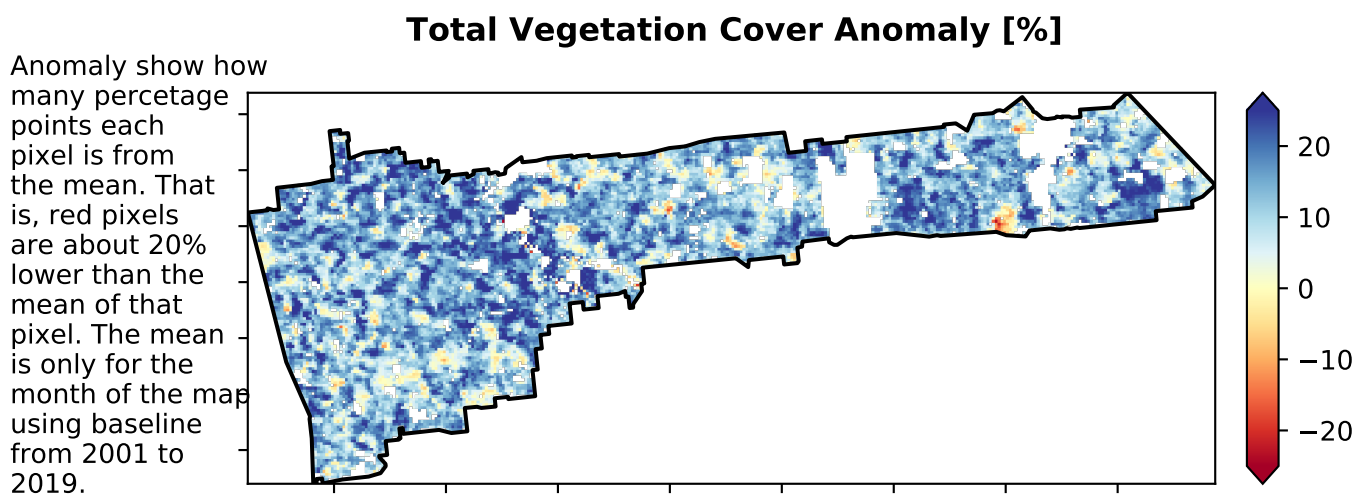 Total Vegetation Cover Anomaly [%]
Anomaly show how
many percetage
points each
pixel is from
the mean. That
is, red pixels
are about 20%
lower than the
mean of that
pixel. The mean
is only for the
month of the map
using baseline
from 2001 to
2019.
20
10
0
−10
−20